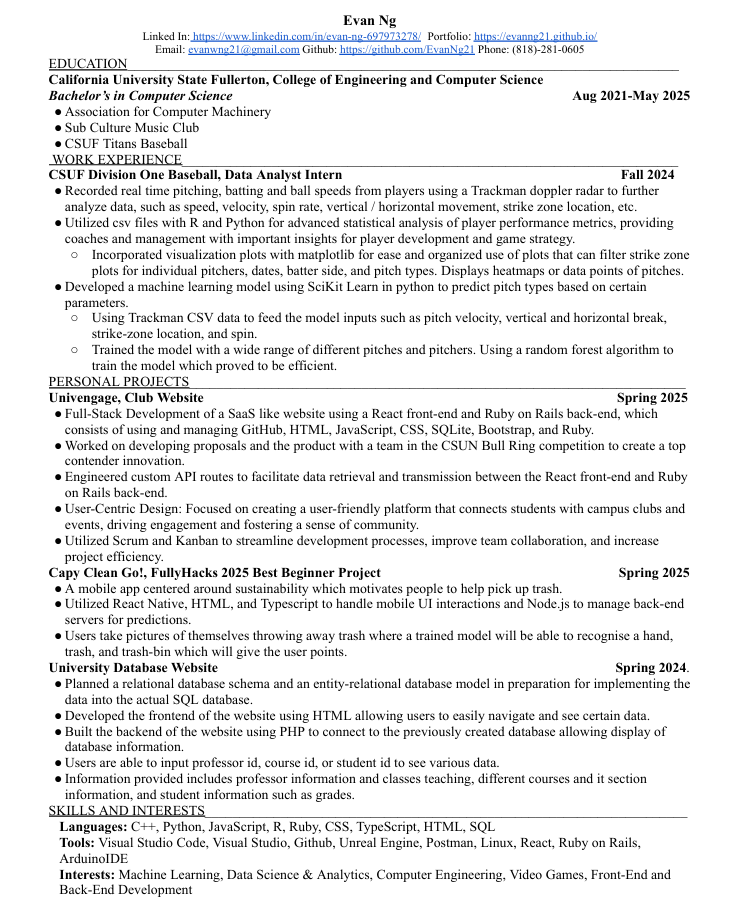 Evan Ng
Linked In: https://www.linkedin.com/in/evan-ng-697973278/ Portfolio: https://evanng21.github.io/
Email: evanwng21@gmail.com Github: https://github.com/EvanNg21 Phone: (818)-281-0605
EDUCATION
California University State Fullerton, College of Engineering and Computer Science
Bachelor's in Computer Science Aug 2021-May 2025
● Association for Computer Machinery
● Sub Culture Music Club
● CSUF Titans Baseball
WORK EXPERIENCE
CSUF Division One Baseball, Data Analyst Intern Fall 2024
● Recorded real time pitching, batting and ball speeds from players using a Trackman doppler radar to further
analyze data, such as speed, velocity, spin rate, vertical / horizontal movement, strike zone location, etc.
● Utilized csv files with R and Python for advanced statistical analysis of player performance metrics, providing
coaches and management with important insights for player development and game strategy.
○ Incorporated visualization plots with matplotlib for ease and organized use of plots that can filter strike zone
plots for individual pitchers, dates, batter side, and pitch types. Displays heatmaps or data points of pitches.
● Developed a machine learning model using SciKit Learn in python to predict pitch types based on certain
parameters.
○ Using Trackman CSV data to feed the model inputs such as pitch velocity, vertical and horizontal break,
strike-zone location, and spin.
○ Trained the model with a wide range of different pitches and pitchers. Using a random forest algorithm to
train the model which proved to be efficient.
PERSONAL PROJECTS
Univengage, Club Website Spring 2025
● Full-Stack Development of a SaaS like website using a React front-end and Ruby on Rails back-end, which
consists of using and managing GitHub, HTML, JavaScript, CSS, SQLite, Bootstrap, and Ruby.
● Worked on developing proposals and the product with a team in the CSUN Bull Ring competition to create a top
contender innovation.
● Engineered custom API routes to facilitate data retrieval and transmission between the React front-end and Ruby
on Rails back-end.
● User-Centric Design: Focused on creating a user-friendly platform that connects students with campus clubs and
events, driving engagement and fostering a sense of community.
● Utilized Scrum and Kanban to streamline development processes, improve team collaboration, and increase
project efficiency.
Capy Clean Go!, FullyHacks 2025 Best Beginner Project Spring 2025
● A mobile app centered around sustainability which motivates people to help pick up trash.
● Utilized React Native, HTML, and Typescript to handle mobile UI interactions and Node.js to manage back-end
servers for predictions.
● Users take pictures of themselves throwing away trash where a trained model will be able to recognise a hand,
trash, and trash-bin which will give the user points.
University Database Website Spring 2024.
● Planned a relational database schema and an entity-relational database model in preparation for implementing the
data into the actual SQL database.
● Developed the frontend of the website using HTML allowing users to easily navigate and see certain data.
● Built the backend of the website using PHP to connect to the previously created database allowing display of
database information.
● Users are able to input professor id, course id, or student id to see various data.
● Information provided includes professor information and classes teaching, different courses and it section
information, and student information such as grades.
SKILLS AND INTERESTS
Languages: C++, Python, JavaScript, R, Ruby, CSS, TypeScript, HTML, SQL
Tools: Visual Studio Code, Visual Studio, Github, Unreal Engine, Postman, Linux, React, Ruby on Rails,
ArduinoIDE
Interests: Machine Learning, Data Science & Analytics, Computer Engineering, Video Games, Front-End and
Back-End Development